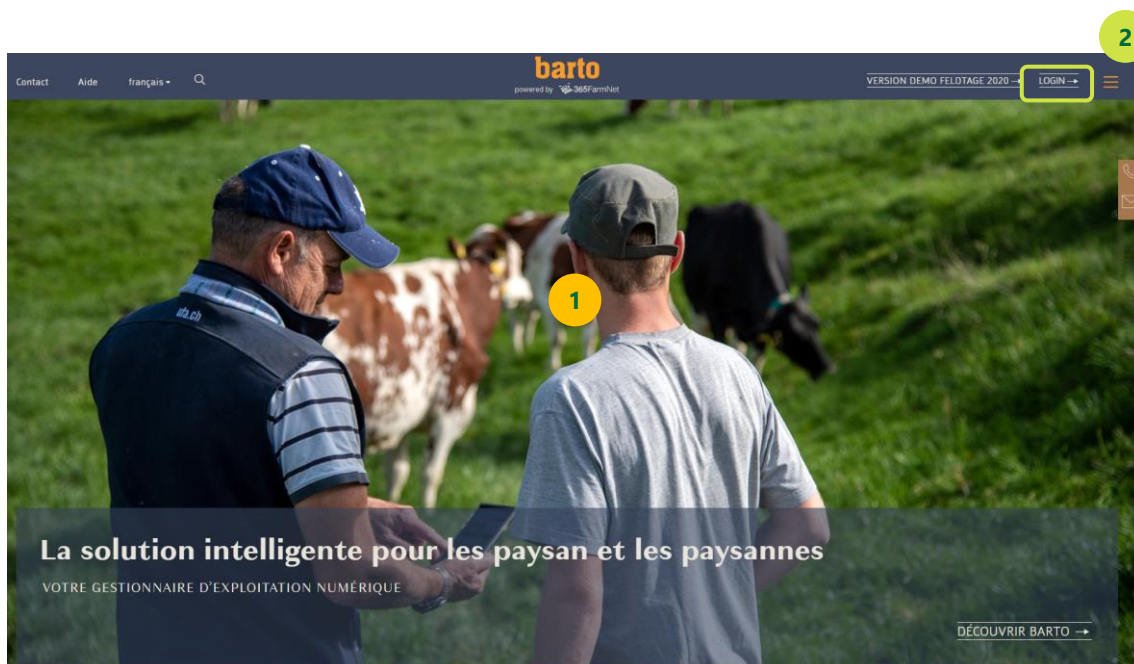 2
Contact Aide français
barto
powered by 365FarmNet
VERSION DEMO FELDTAGE 2020 → LOGIN →
ufa.ch
1
La solution intelligente pour les paysan et les paysannes
VOTRE GESTIONNAIRE D'EXPLOITATION NUMÉRIQUE
DÉCOUVRIR BARTO →